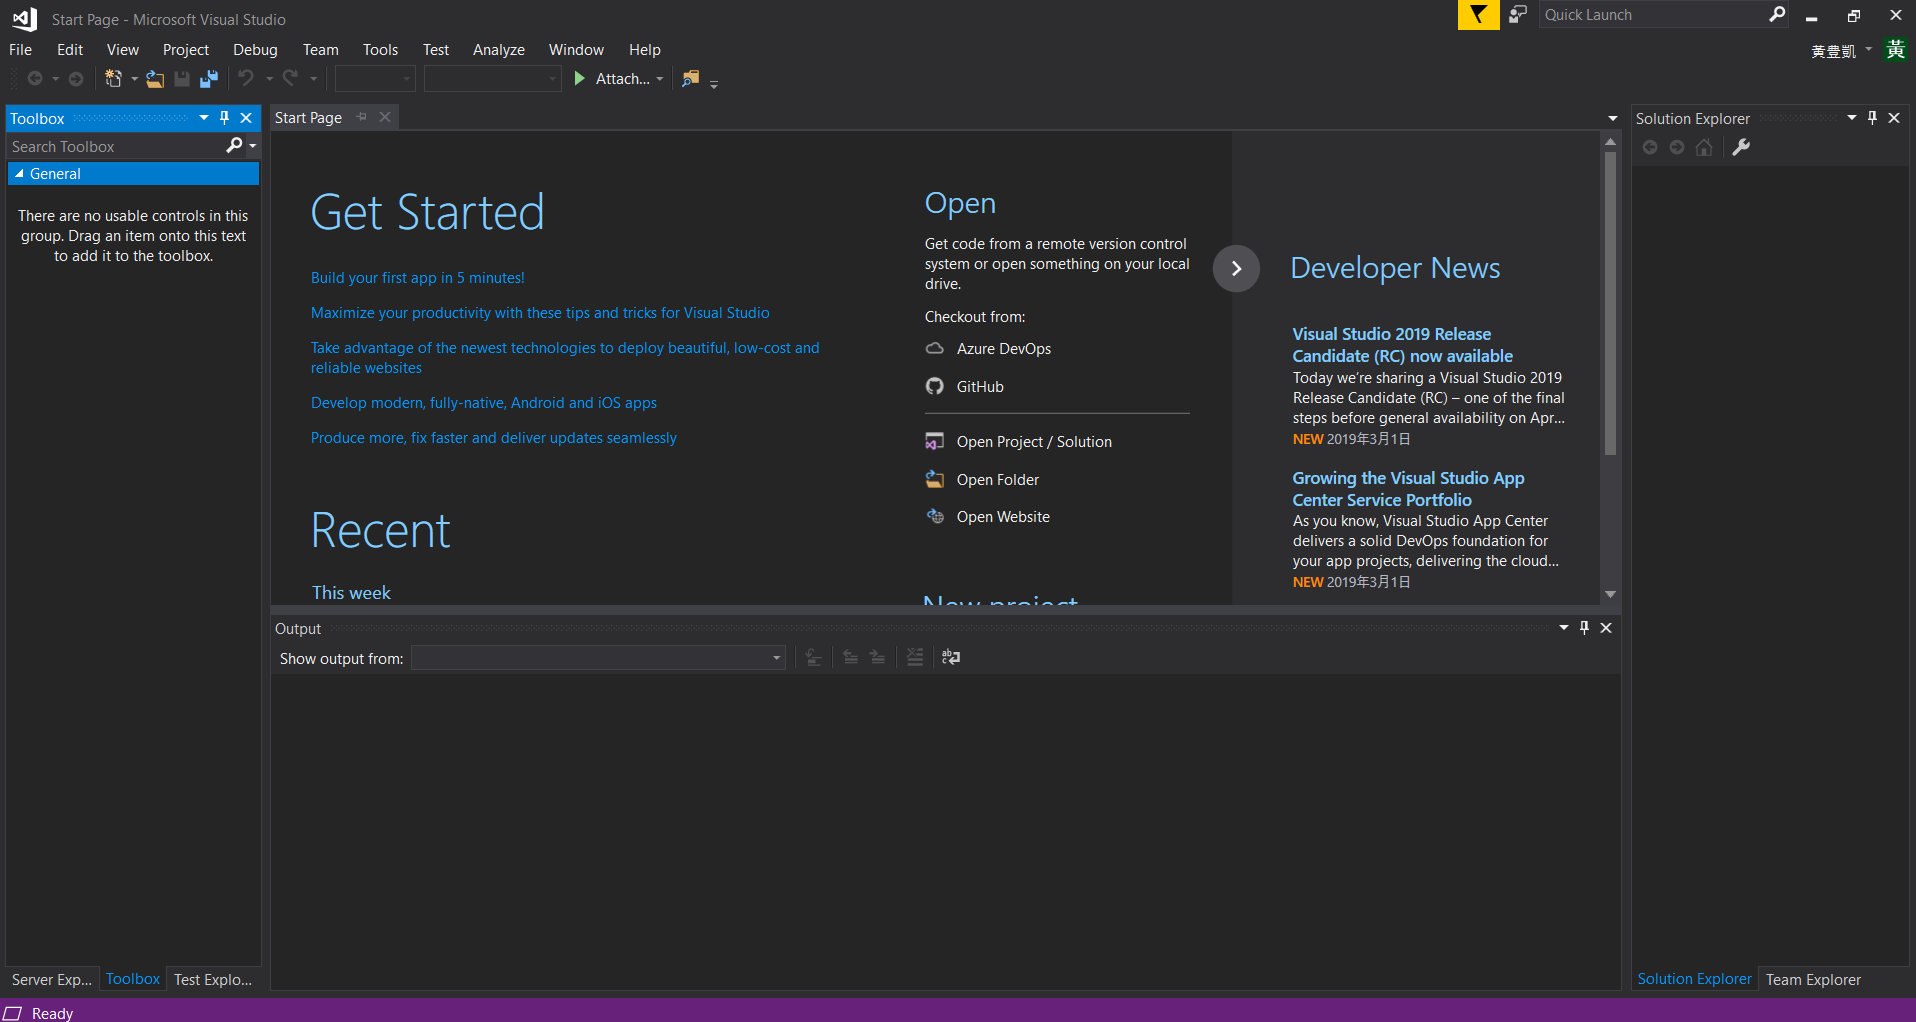 Start Page - Microsoft Visual Studio
Quick Launch
File Edit View Project Debug Team Tools Test Analyze Window Help
黃豊凱 黃
Attach...
Toolbox
Search Toolbox
General
There are no usable controls in this
group. Drag an item onto this text
to add it to the toolbox.
Server Exp... Toolbox Test Explo...
Start Page
Get Started
Build your first app in 5 minutes!
Maximize your productivity with these tips and tricks for Visual Studio
Take advantage of the newest technologies to deploy beautiful, low-cost and
reliable websites
Develop modern, fully-native, Android and iOS apps
Produce more, fix faster and deliver updates seamlessly
Recent
This week
Open
Get code from a remote version control
system or open something on your local
drive.
Checkout from:
Azure DevOps
GitHub
Open Project / Solution
Open Folder
Open Website
New project
Developer News
Visual Studio 2019 Release
Candidate (RC) now available
Today we're sharing a Visual Studio 2019
Release Candidate (RC) – one of the final
steps before general availability on Apr...
NEW 2019年3月1日
Growing the Visual Studio App
Center Service Portfolio
As you know, Visual Studio App Center
delivers a solid DevOps foundation for
your app projects, delivering the cloud...
NEW 2019年3月1日
Output
Show output from:
Solution Explorer
Solution Explorer Team Explorer
Ready